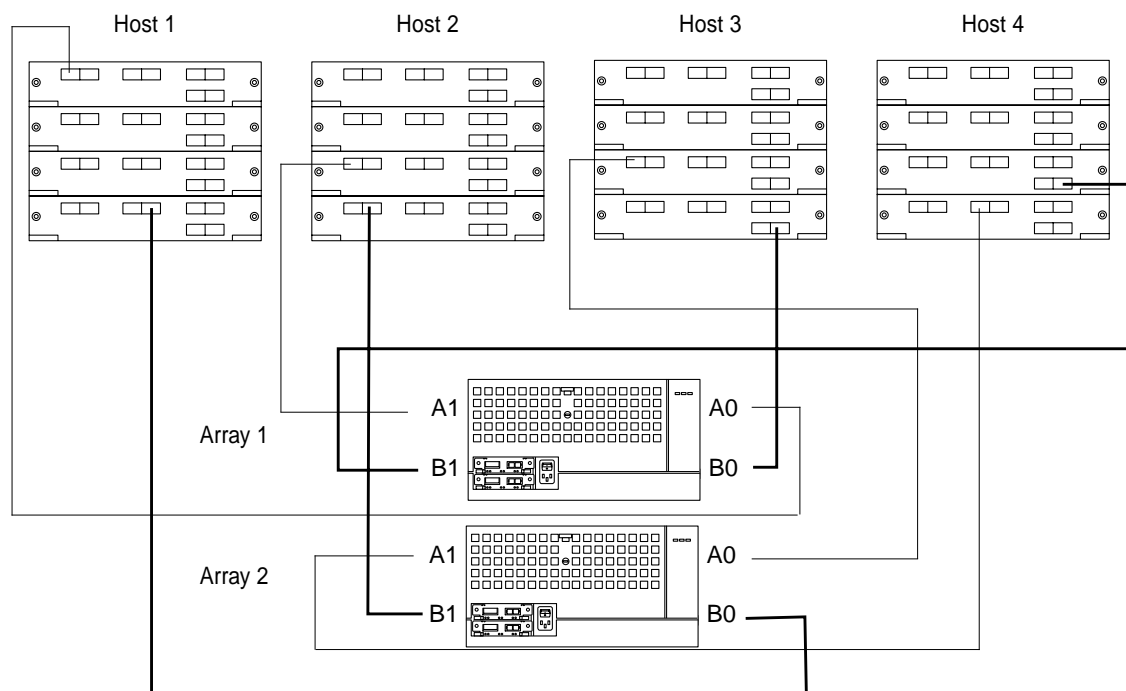 Host 1
Host 2
Host 3
Host 4
A1
A0
Array 1
B1
B0
A1
A0
Array 2
B1
B0